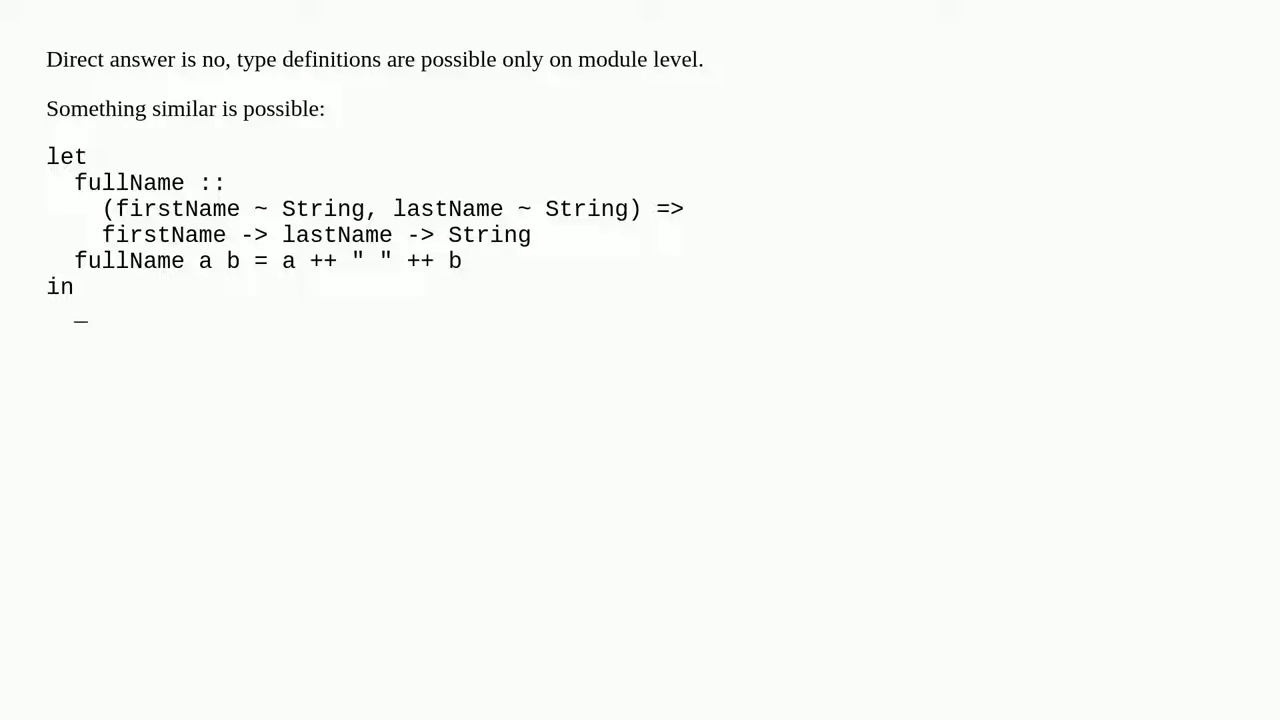 Direct answer is no, type definitions are possible only on module level.
Something similar is possible:
let
  fullName ::
    (firstName ~ String, lastName ~ String) =>
    firstName -> lastName -> String
  fullName a b = a ++ " " ++ b
in
  _